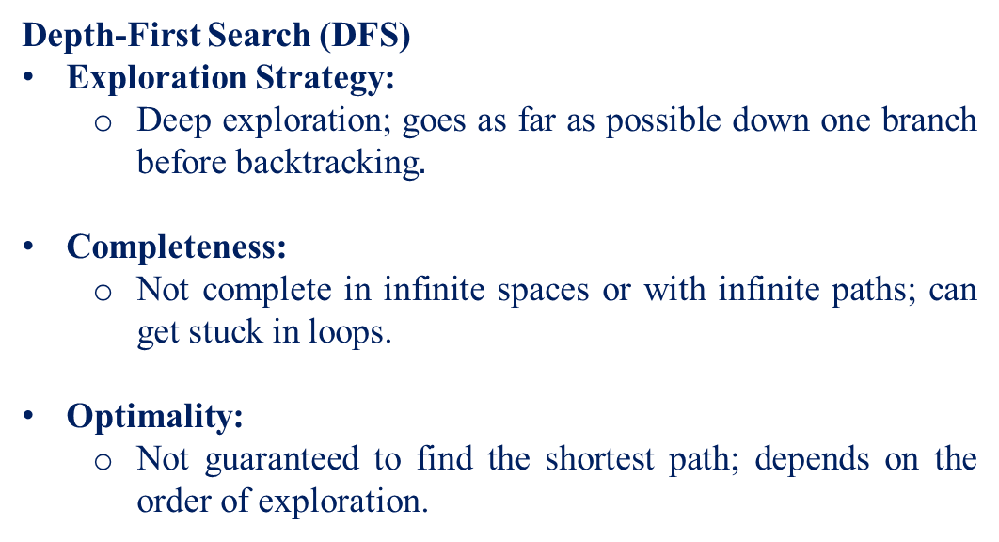 Depth-First Search (DFS)
• Exploration Strategy:
o Deep exploration; goes as far as possible down one branch
before backtracking.
• Completeness:
o Not complete in infinite spaces or with infinite paths; can
get stuck in loops.
• Optimality:
o Not guaranteed to find the shortest path; depends on the
order of exploration.